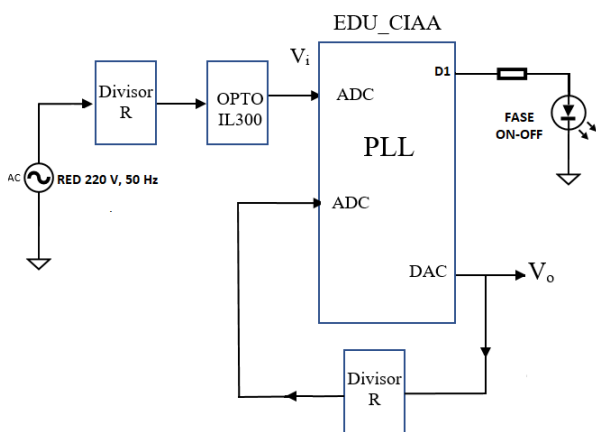 EDU_CIAA
Divisor
R
OPTO
IL300
Vi
ADC
D1
FASE
ON-OFF
PLL
AC
RED 220 V, 50 Hz
ADC
DAC
Vo
Divisor
R